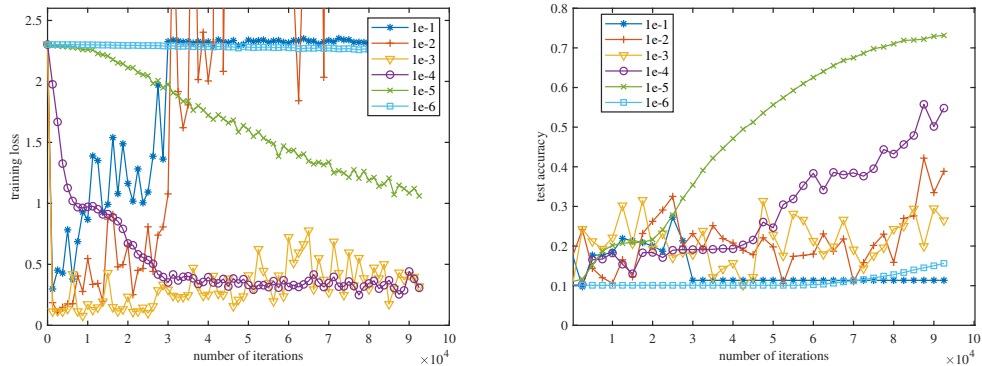 2.5
2
1.5
1
0.5
0
training loss
0 1 2 3 4 5 6 7 8 9 10
number of iterations
×10⁴
1e-1
1e-2
1e-3
1e-4
1e-5
1e-6
0.8
0.7
0.6
0.5
0.4
0.3
0.2
0.1
0
test accuracy
0 1 2 3 4 5 6 7 8 9 10
number of iterations
×10⁴
1e-1
1e-2
1e-3
1e-4
1e-5
1e-6